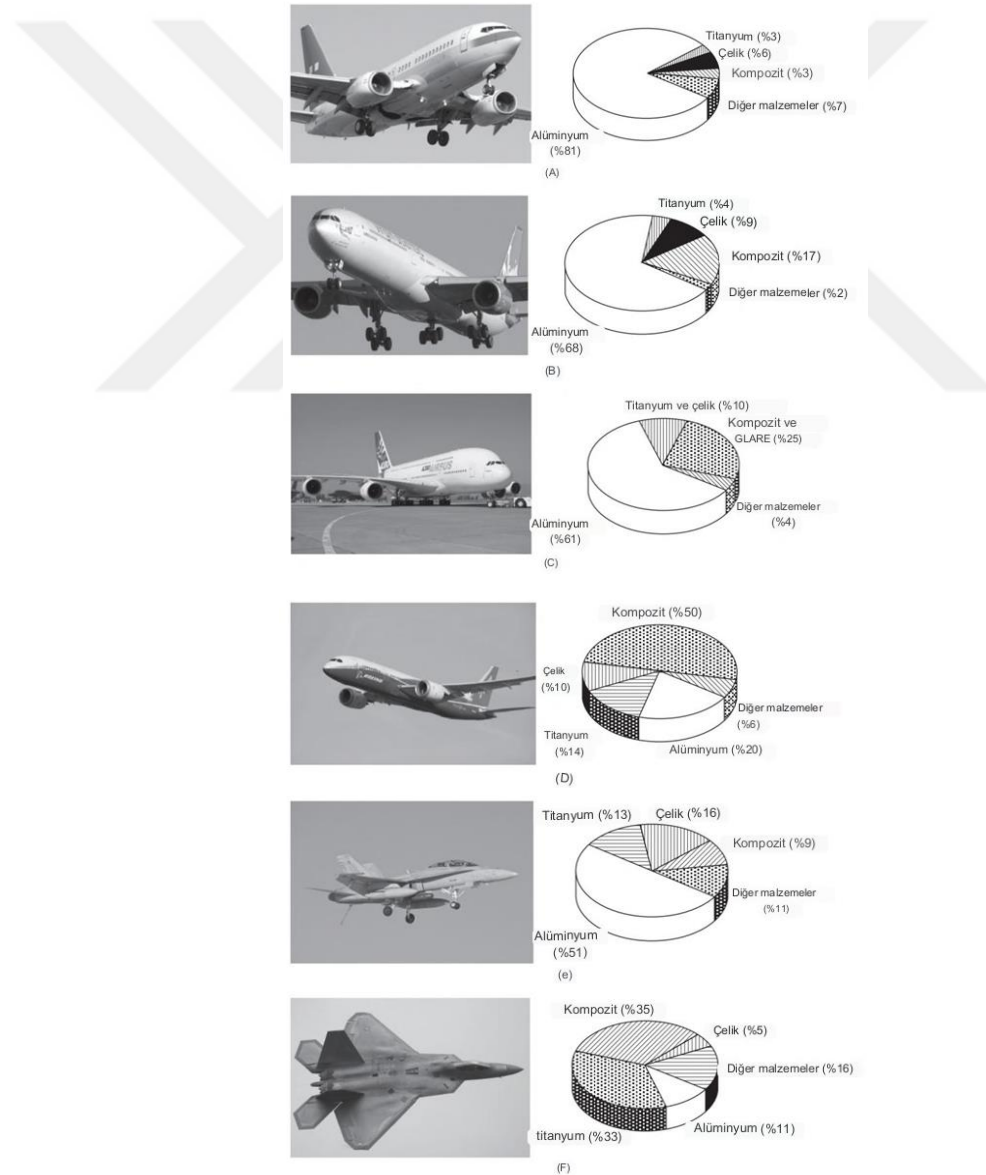 Titanyum (%3)
Çelik (%6)
Kompozit (%3)
Diğer malzemeler (%7)
Alüminyum
(%81)
(A)
Titanyum (%4)
Çelik (%9)
Kompozit (%17)
Diğer malzemeler (%2)
Alüminyum
(%68)
(B)
Titanyum ve çelik (%10)
Kompozit ve
GLARE (%25)
Diğer malzemeler
(%4)
Alüminyum
(%61)
(C)
Kompozit (%50)
Çelik
(%10)
Diğer malzemeler
(%6)
Titanyum
(%14)
Alüminyum (%20)
(D)
Titanyum (%13)
Çelik (%16)
Kompozit (%9)
Diğer malzemeler
(%11)
Alüminyum
(%51)
(e)
Kompozit (%35)
Çelik (%5)
Diğer malzemeler (%16)
Alüminyum (%11)
titanyum (%33)
(F)